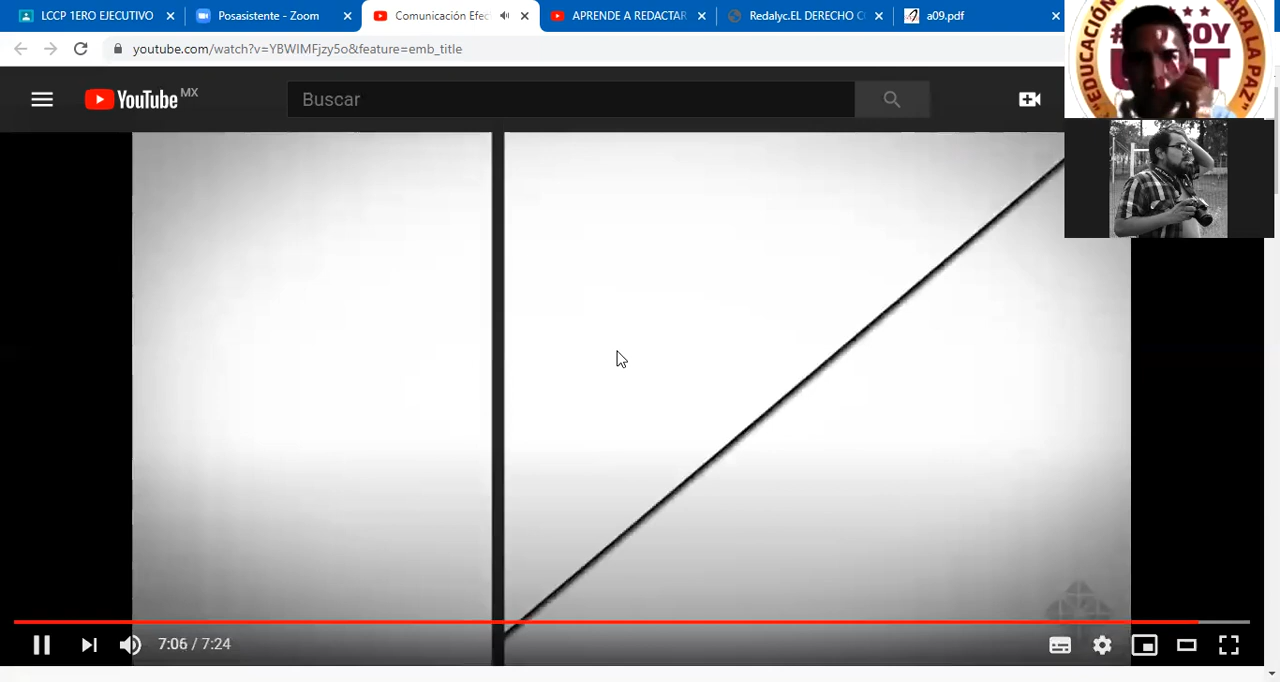 LCCP 1ERO EJECUTIVO
Posasistente - Zoom
Comunicación Efec
APRENDE A REDACTAR
Redalyc.EL DERECHO C
a09.pdf
youtube.com/watch?v=YBWIMFjzy5o&feature=emb_title
YouTube MX
Buscar
EDUCACIÓN
PARA LA PAZ"
SOY
7:06 / 7:24